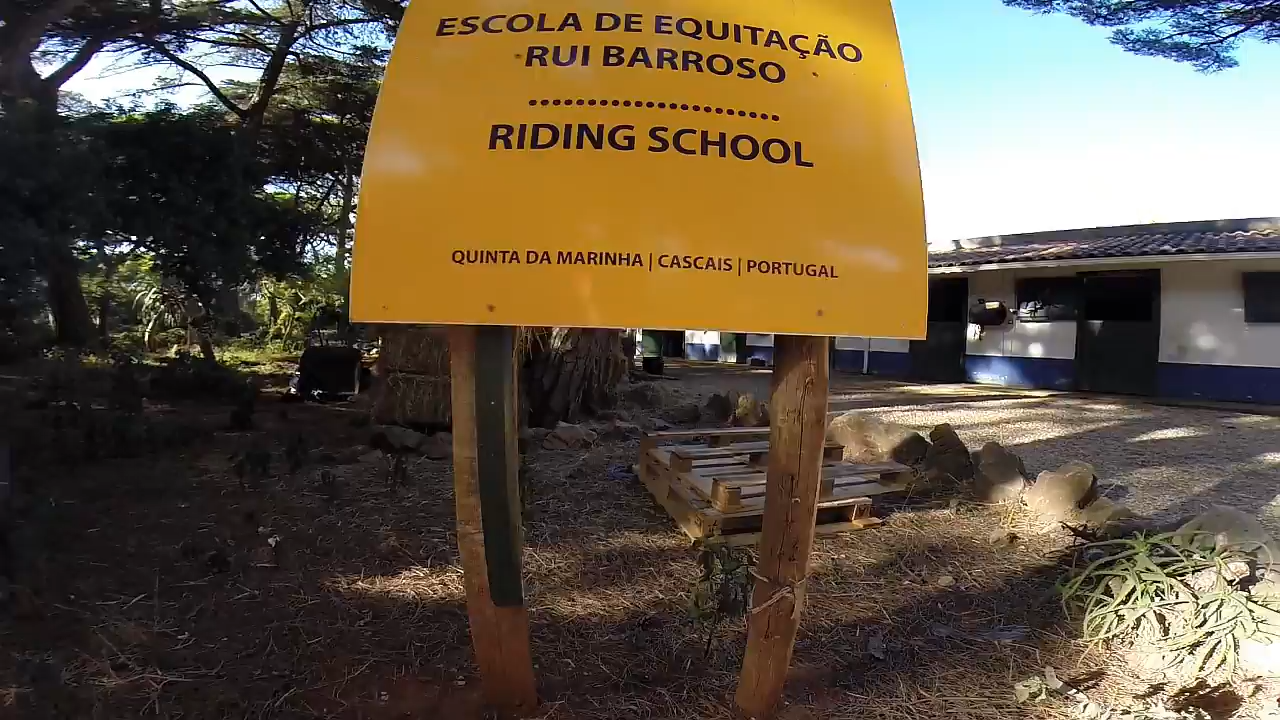 ESCOLA DE EQUITAÇÃO
RUI BARROSO
RIDING SCHOOL
QUINTA DA MARINHA | CASCAIS | PORTUGAL